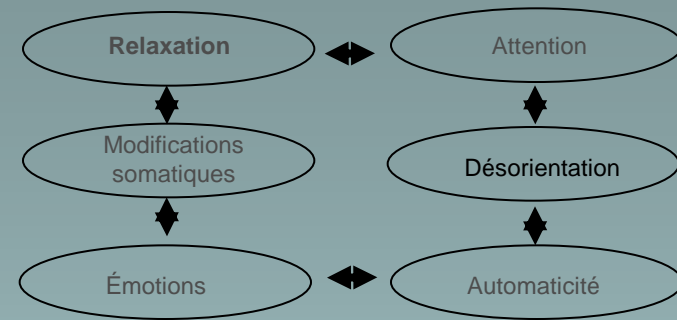 Relaxation
Attention
Modifications
somatiques
Désorientation
Émotions
Automaticité